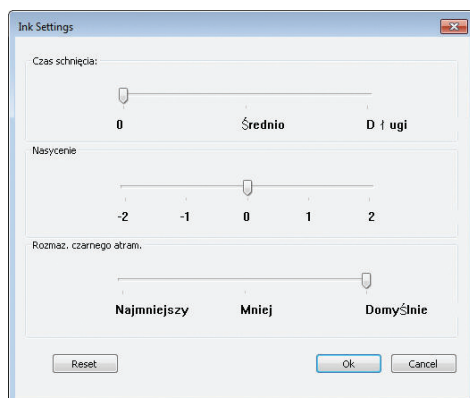 Ink Settings
Czas schnięcia:
0 Średnio Długi
Nasycenie
-2 -1 0 1 2
Rozmaz. czarnego atram.
Najmniejszy Mniej Domyślnie
Reset Ok Cancel